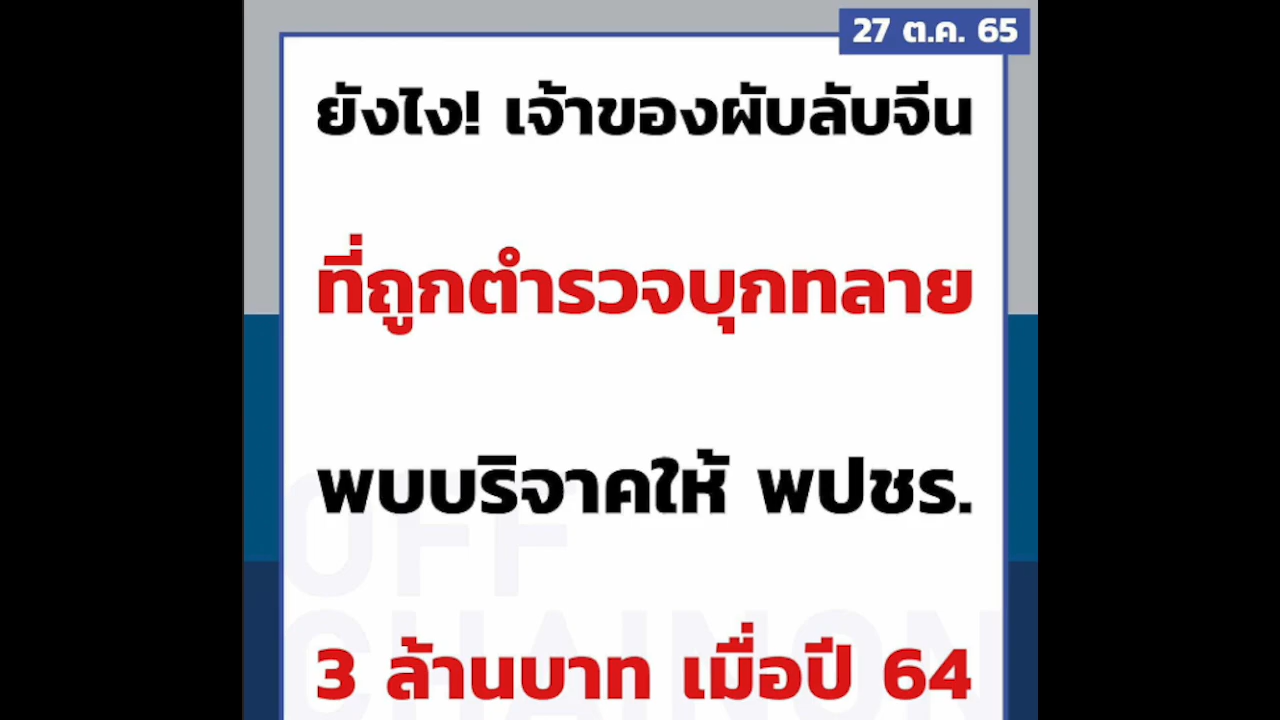 27 ต.ค. 65
ยังไง! เจ้าของผับลับจีน
ที่ถูกตำรวจบุกทลาย
พบบริจาคให้ พปชร.
3 ล้านบาท เมื่อปี 64
OFF
CHAINON